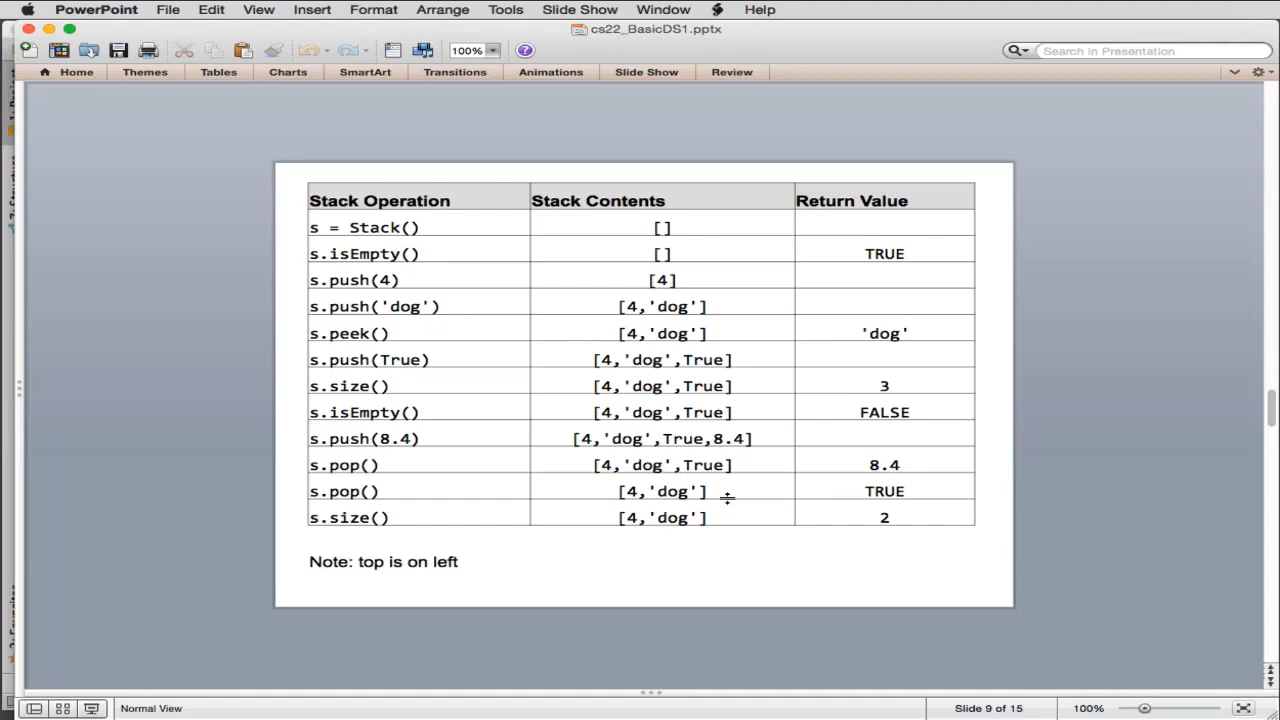 PowerPoint File Edit View Insert Format Arrange Tools Slide Show Window Help
cs22_BasicDS1.pptx
100% Search in Presentation
Home Themes Tables Charts SmartArt Transitions Animations Slide Show Review
Stack Operation Stack Contents Return Value
s = Stack() []
s.isEmpty() [] TRUE
s.push(4) [4]
s.push('dog') [4,'dog']
s.peek() [4,'dog'] 'dog'
s.push(True) [4,'dog',True]
s.size() [4,'dog',True] 3
s.isEmpty() [4,'dog',True] FALSE
s.push(8.4) [4,'dog',True,8.4]
s.pop() [4,'dog',True] 8.4
s.pop() [4,'dog'] TRUE
s.size() [4,'dog'] 2
Note: top is on left
Normal View Slide 9 of 15 100%